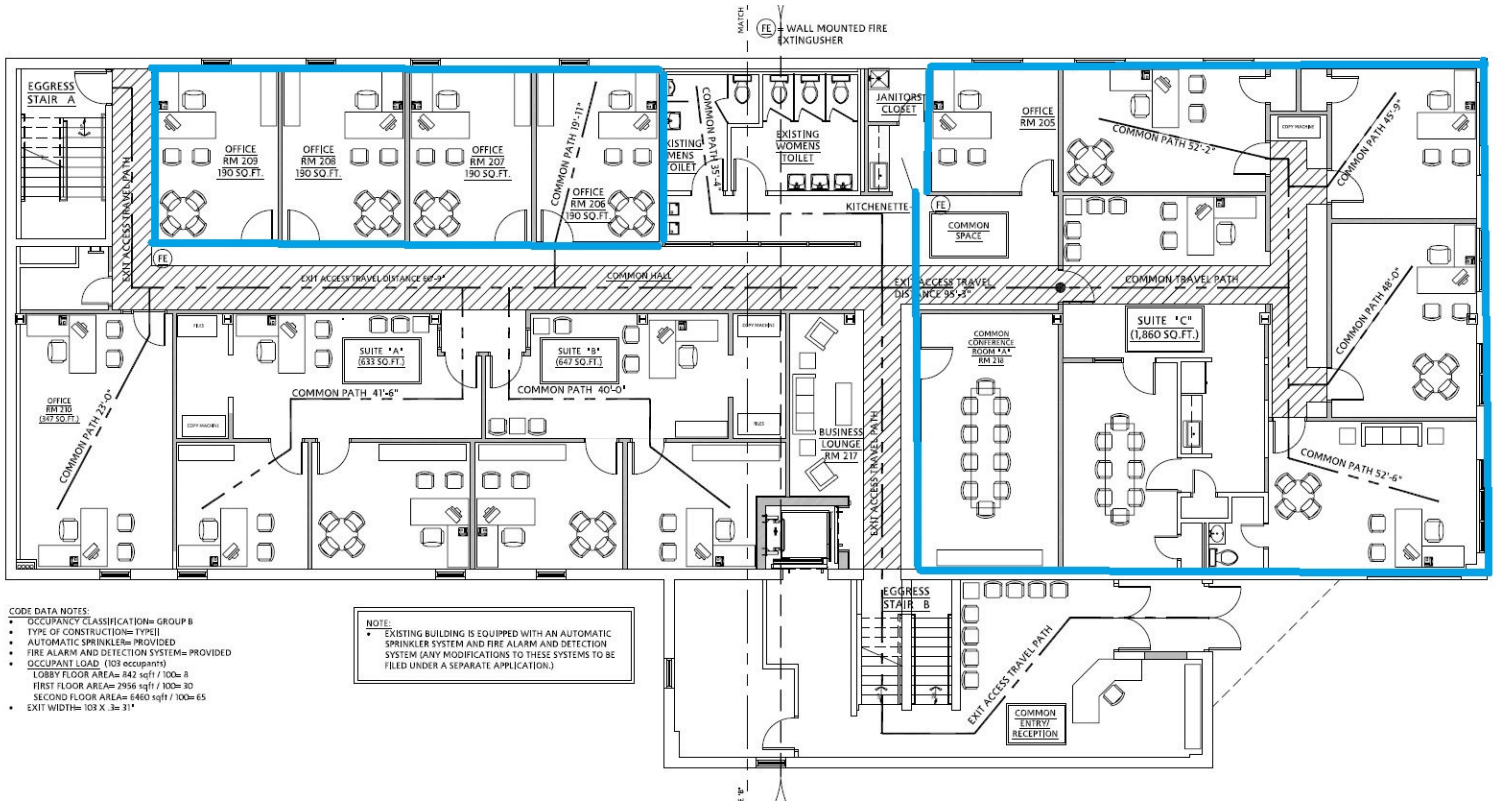 MATCH
FE = WALL MOUNTED FIRE
EXTINGUSHER
EGGRESS
STAIR A
EXIT ACCESS TRAVEL PATH
OFFICE
RM 209
190 SQ.FT.
OFFICE
RM 208
190 SQ.FT.
OFFICE
RM 207
190 SQ.FT.
COMMON PATH 19'-11"
OFFICE
RM 206
190 SQ.FT.
COMMON PATH 35'-4"
EXISTING
TOILET
EXISTING
WOMENS
TOILET
JANITORS
CLOSET
KITCHENETTE
FE
OFFICE
RM 205
COMMON
SPACE
COMMON PATH 52'-2"
COPY MACHINE
COMMON PATH 45'-9"
FE
EXIT ACCESS TRAVEL DISTANCE 60'-9"
COMMON HALL
EXIT ACCESS TRAVEL
DISTANCE 95'-3"
COMMON TRAVEL PATH
COMMON PATH 48'-0"
FILES
SUITE "A"
(633 SQ.FT.)
SUITE "B"
(647 SQ.FT.)
COPY MACHINE
COMMON
CONFERENCE
ROOM "A"
RM 218
SUITE "C"
(1,860 SQ.FT.)
OFFICE
RM 210
(347 SQ.FT.)
COMMON PATH 23'-0"
COMMON PATH 41'-6"
COMMON PATH 40'-0"
COPY MACHINE
FILES
BUSINESS
LOUNGE
RM 217
EXIT ACCESS TRAVEL PATH
COMMON PATH 52'-6"
EGGRESS
STAIR B
EXIT ACCESS TRAVEL PATH
COMMON
ENTRY/
RECEPTION
CODE DATA NOTES:
• OCCUPANCY CLASSIFICATION= GROUP B
• TYPE OF CONSTRUCTION= TYPEII
• AUTOMATIC SPRINKLER= PROVIDED
• FIRE ALARM AND DETECTION SYSTEM= PROVIDED
• OCCUPANT LOAD (103 occupants)
LOBBY FLOOR AREA= 842 sqft / 100= 8
FIRST FLOOR AREA= 2956 sqft / 100= 30
SECOND FLOOR AREA= 6460 sqft / 100= 65
• EXIT WIDTH= 103 X .3= 31"
NOTE:
• EXISTING BUILDING IS EQUIPPED WITH AN AUTOMATIC
SPRINKLER SYSTEM AND FIRE ALARM AND DETECTION
SYSTEM (ANY MODIFICATIONS TO THESE SYSTEMS TO BE
FILED UNDER A SEPARATE APPLICATION.)